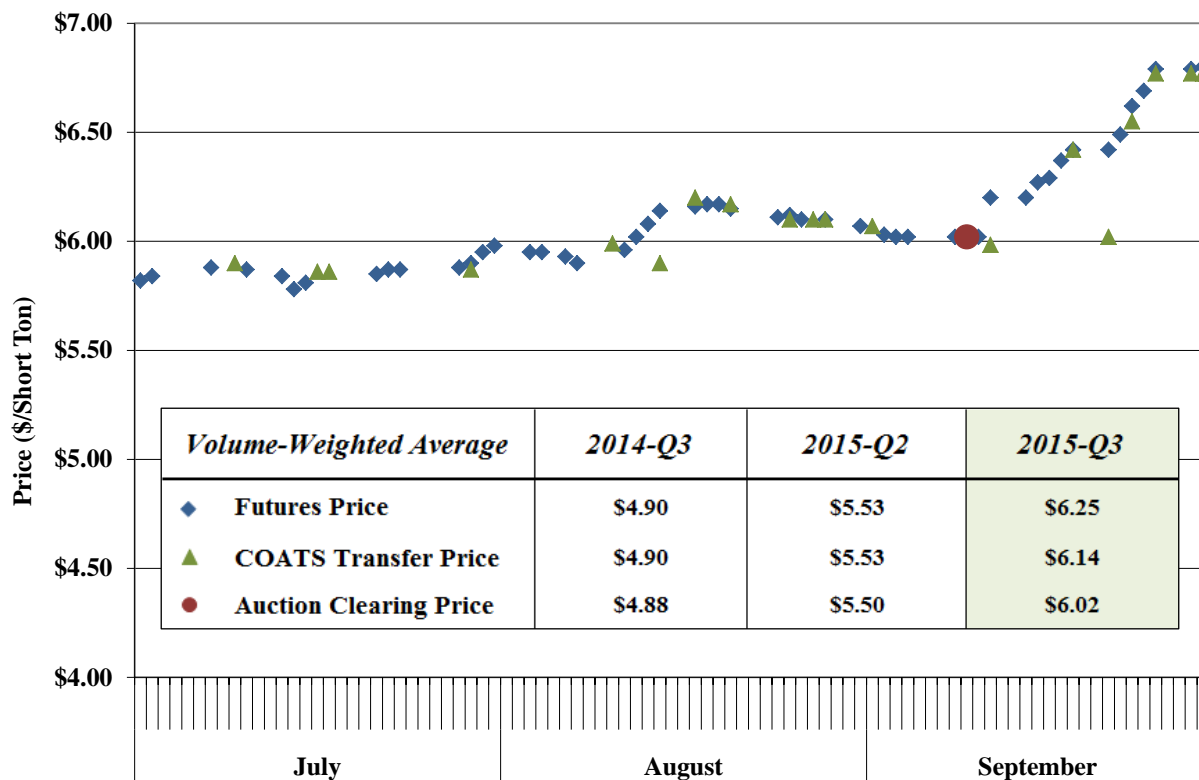 $7.00
$6.50
$6.00
$5.50
$5.00
$4.50
$4.00
Price ($/Short Ton)
Volume-Weighted Average 2014-Q3 2015-Q2 2015-Q3
Futures Price $4.90 $5.53 $6.25
COATS Transfer Price $4.90 $5.53 $6.14
Auction Clearing Price $4.88 $5.50 $6.02
July August September